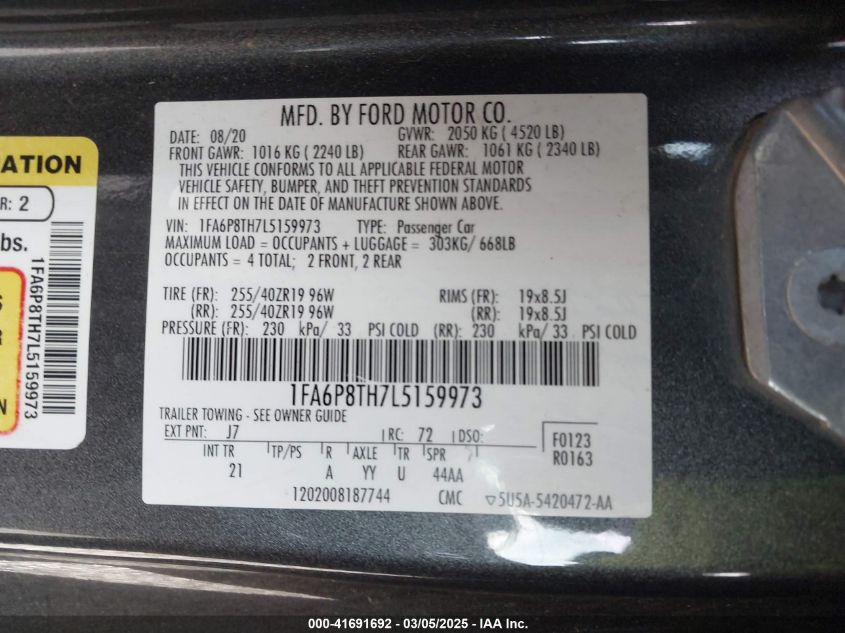 MFD. BY FORD MOTOR CO.
DATE: 08/20 GVWR: 2050 KG ( 4520 LB)
FRONT GAWR: 1016 KG ( 2240 LB) REAR GAWR: 1061 KG ( 2340 LB)
THIS VEHICLE CONFORMS TO ALL APPLICABLE FEDERAL MOTOR
VEHICLE SAFETY, BUMPER, AND THEFT PREVENTION STANDARDS
IN EFFECT ON THE DATE OF MANUFACTURE SHOWN ABOVE.
VIN: 1FA6P8TH7L5159973 TYPE: Passenger Car
MAXIMUM LOAD = OCCUPANTS + LUGGAGE = 303KG/ 668LB
OCCUPANTS = 4 TOTAL; 2 FRONT, 2 REAR
TIRE (FR): 255/40ZR19 96W RIMS (FR): 19x8.5J
(RR): 255/40ZR19 96W (RR): 19x8.5J
PRESSURE (FR): 230 kPa/ 33 PSI COLD (RR): 230 kPa/ 33 PSI COLD
1FA6P8TH7L5159973
TRAILER TOWING - SEE OWNER GUIDE
EXT PNT: J7 RC: 72 DSO: F0123
R0163
INT TR TP/PS R AXLE TR SPR
21 A YY U 44AA
1202008187744 CMC ▽5U5A-5420472-AA
ATION
R: 2
bs.
S
R
N
1FA6P8TH7L5159973
000-41691692 - 03/05/2025 - IAA Inc.